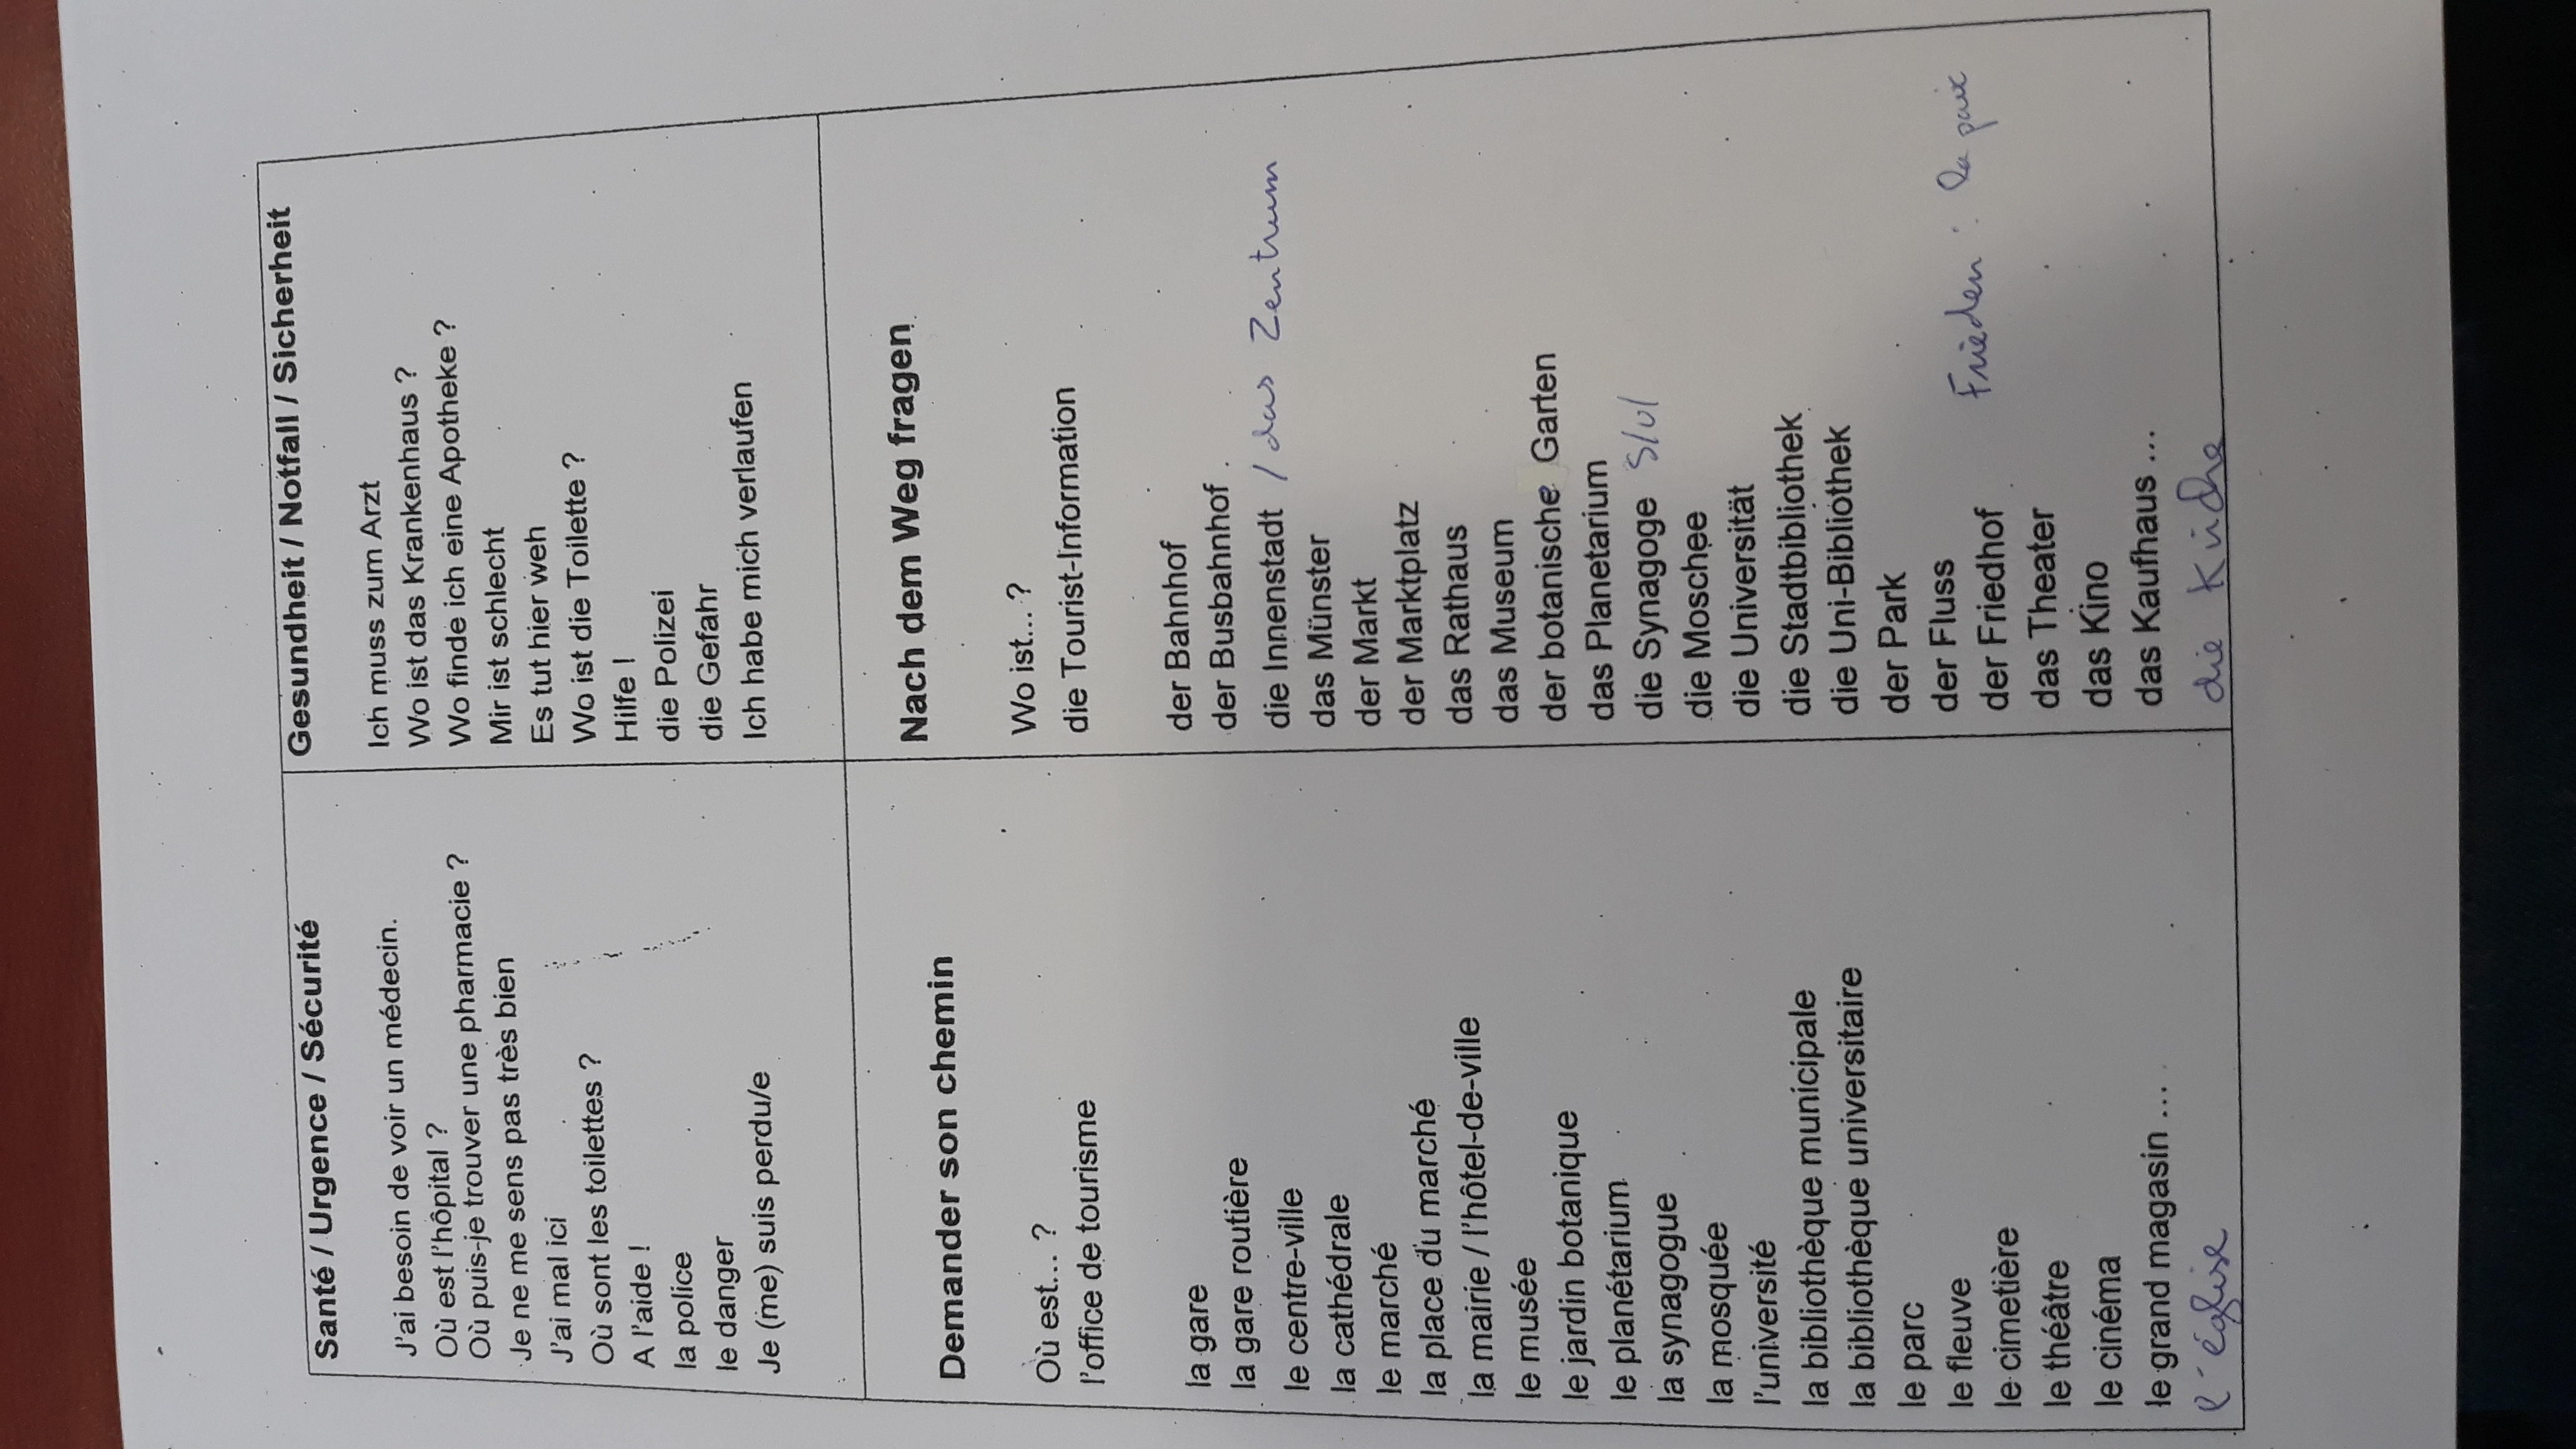 Santé / Urgence / Sécurité
J'ai besoin de voir un médecin.
Où est l'hôpital ?
Où puis-je trouver une pharmacie ?
Je ne me sens pas très bien
J'ai mal ici
Où sont les toilettes ?
A l'aide !
la police
le danger
Je (me) suis perdu/e
Gesundheit / Notfall / Sicherheit
Ich muss zum Arzt
Wo ist das Krankenhaus ?
Wo finde ich eine Apotheke ?
Mir ist schlecht
Es tut hier weh
Wo ist die Toilette ?
Hilfe !
die Polizei
die Gefahr
Ich habe mich verlaufen
Demander son chemin
Où est... ?
l'office de tourisme
la gare
la gare routière
le centre-ville
la cathédrale
le marché
la place du marché
la mairie / l'hôtel-de-ville
le musée
le jardin botanique
le planétarium
la synagogue
la mosquée
l'université
la bibliothèque municipale
la bibliothèque universitaire
le parc
le fleuve
le cimetière
le théâtre
le cinéma
le grand magasin ...
l'église
Nach dem Weg fragen
Wo ist... ?
die Tourist-Information
der Bahnhof
der Busbahnhof
die Innenstadt / das Zentrum
das Münster
der Markt
der Marktplatz
das Rathaus
das Museum
der botanische Garten
das Planetarium
die Synagoge
die Moschee
die Universität
die Stadtbibliothek
die Uni-Bibliothek
der Park
der Fluss
der Friedhof Frieden : la paix
das Theater
das Kino
das Kaufhaus ...
die Kirche